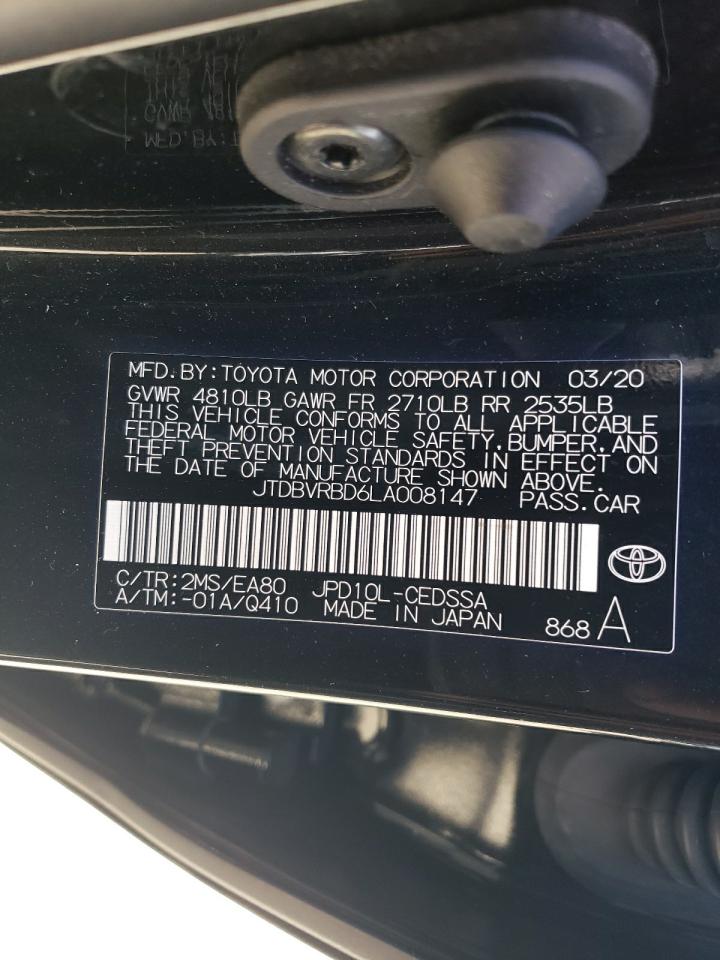 MFD.BY:TOYOTA MOTOR CORPORATION 03/20
GVWR 4810LB GAWR FR 2710LB RR 2535LB
THIS VEHICLE CONFORMS TO ALL APPLICABLE
FEDERAL MOTOR VEHICLE SAFETY,BUMPER,AND
THEFT PREVENTION STANDARDS IN EFFECT ON
THE DATE OF MANUFACTURE SHOWN ABOVE.
JTDBVRBD6LA008147 PASS.CAR
C/TR:2MS/EA80 JPD10L-CEDSSA
A/TM:-01A/Q410 MADE IN JAPAN 868 A